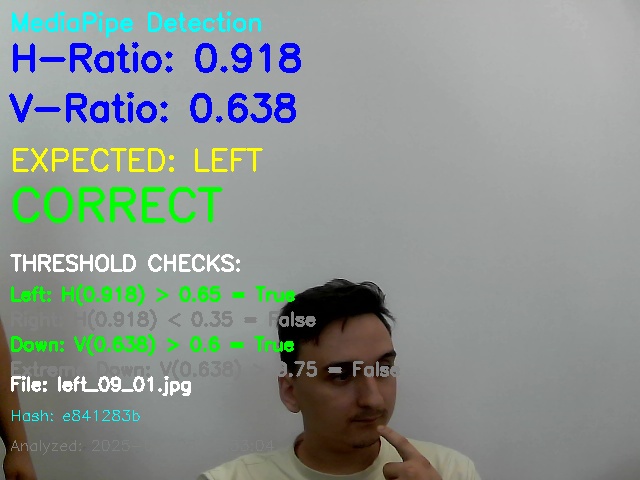 MediaPipe Detection
H-Ratio: 0.918
V-Ratio: 0.638
EXPECTED: LEFT
CORRECT
THRESHOLD CHECKS:
Left: H(0.918) > 0.65 = True
Right: H(0.918) < 0.35 = False
Down: V(0.638) > 0.6 = True
Extreme Down: V(0.638) > 0.75 = False
File: left_09_01.jpg
Hash: e841283b
Analyzed: